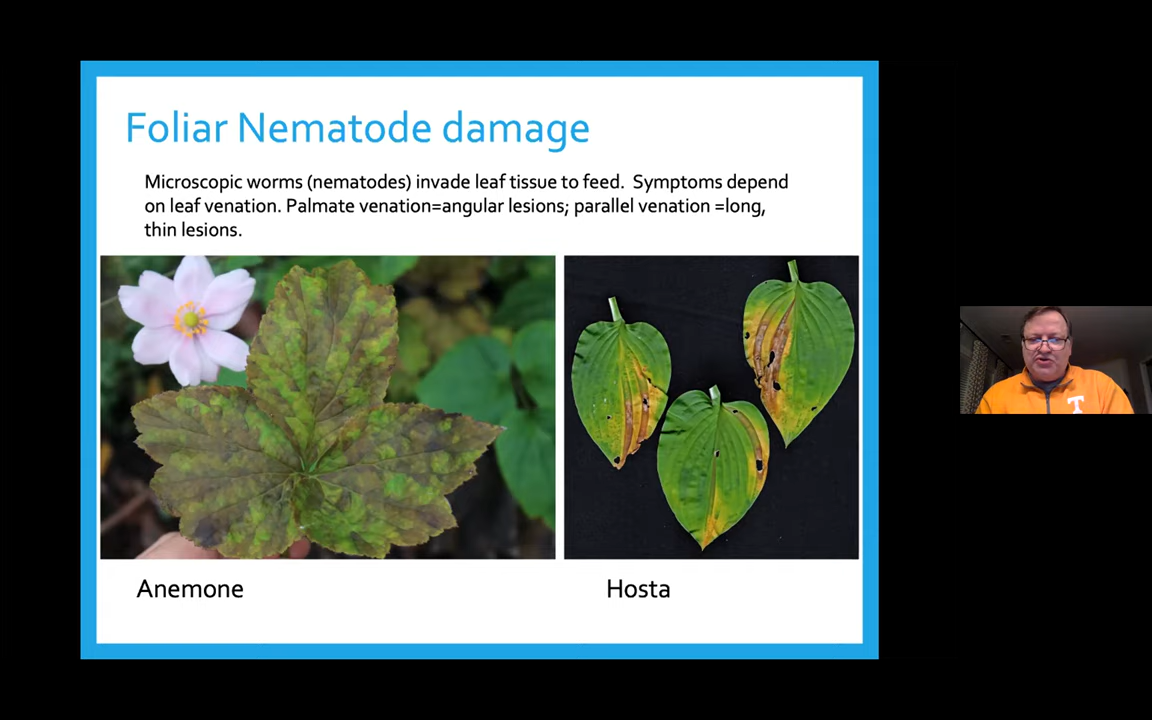 Foliar Nematode damage
Microscopic worms (nematodes) invade leaf tissue to feed.  Symptoms depend
on leaf venation. Palmate venation=angular lesions; parallel venation =long,
thin lesions.
Anemone
Hosta
T